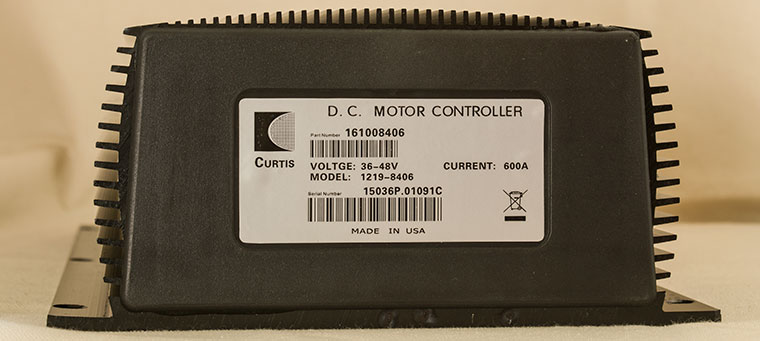 D. C. MOTOR CONTROLLER
Part Number 161008406
CURTIS
VOLTGE: 36-48V CURRENT: 600A
MODEL: 1219-8406
Serial Number 15036P.01091C
MADE IN USA